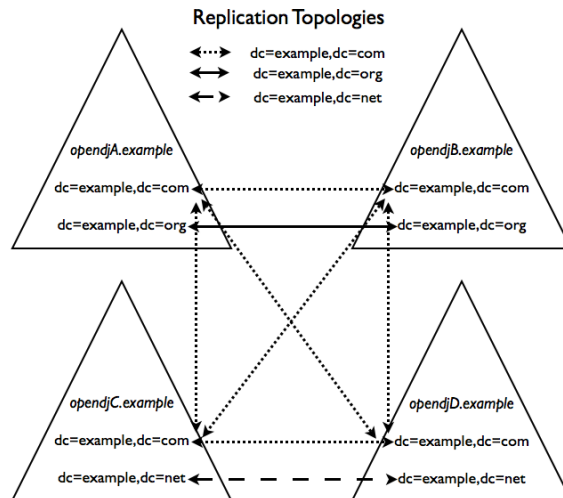 Replication Topologies
dc=example,dc=com
dc=example,dc=org
dc=example,dc=net
opendjA.example
dc=example,dc=com
dc=example,dc=org
opendjB.example
dc=example,dc=com
dc=example,dc=org
opendjC.example
dc=example,dc=com
dc=example,dc=net
opendjD.example
dc=example,dc=com
dc=example,dc=net